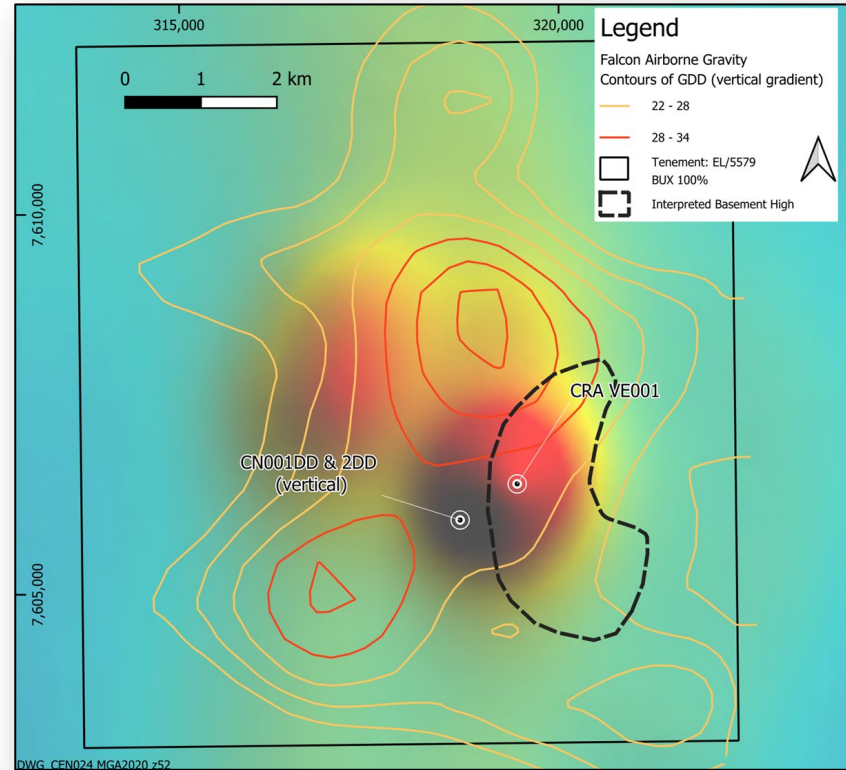 315,000
320,000
0 1 2 km
7,610,000
7,605,000
Legend
Falcon Airborne Gravity
Contours of GDD (vertical gradient)
22 - 28
28 - 34
Tenement: EL/5579
BUX 100%
Interpreted Basement High
CRA VE001
CN001DD & 2DD
(vertical)
DWG_CEN024 MGA2020 z52